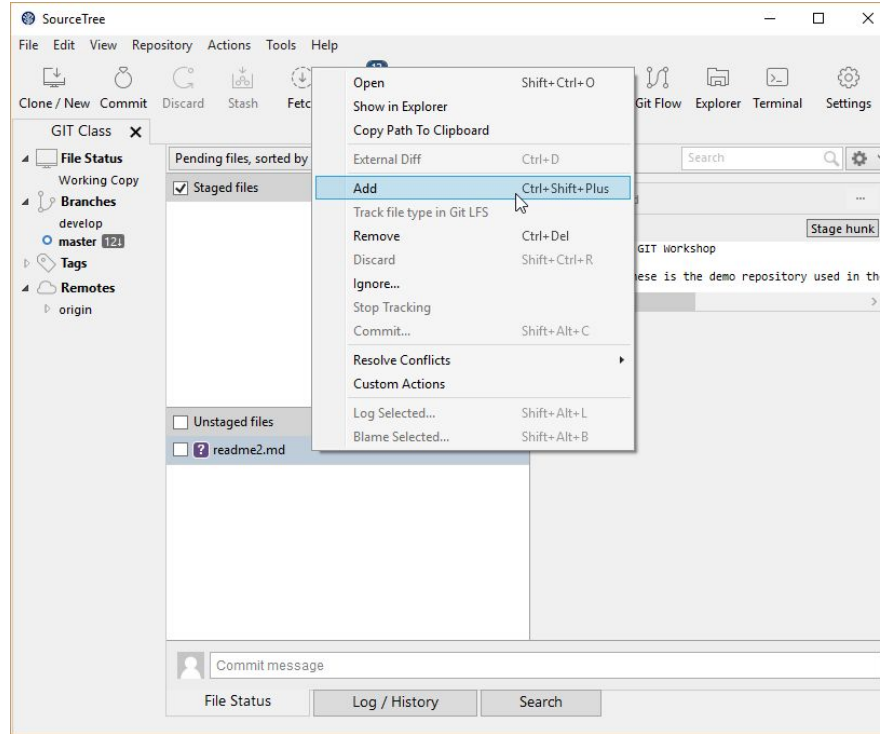 SourceTree
File Edit View Repository Actions Tools Help
Clone / New Commit Discard Stash Git Flow Explorer Terminal Settings
GIT Class
File Status
Working Copy
Branches
develop
master 12↓
Tags
Remotes
origin
Pending files, sorted by
Staged files
Unstaged files
? readme2.md
Open Shift+Ctrl+O
Show in Explorer
Copy Path To Clipboard
External Diff Ctrl+D
Add Ctrl+Shift+Plus
Track file type in Git LFS
Remove Ctrl+Del
Discard Shift+Ctrl+R
Ignore...
Stop Tracking
Commit... Shift+Alt+C
Resolve Conflicts
Custom Actions
Log Selected... Shift+Alt+L
Blame Selected... Shift+Alt+B
Search
...
Stage hunk
GIT Workshop
is the demo repository used in
Commit message
File Status Log / History Search